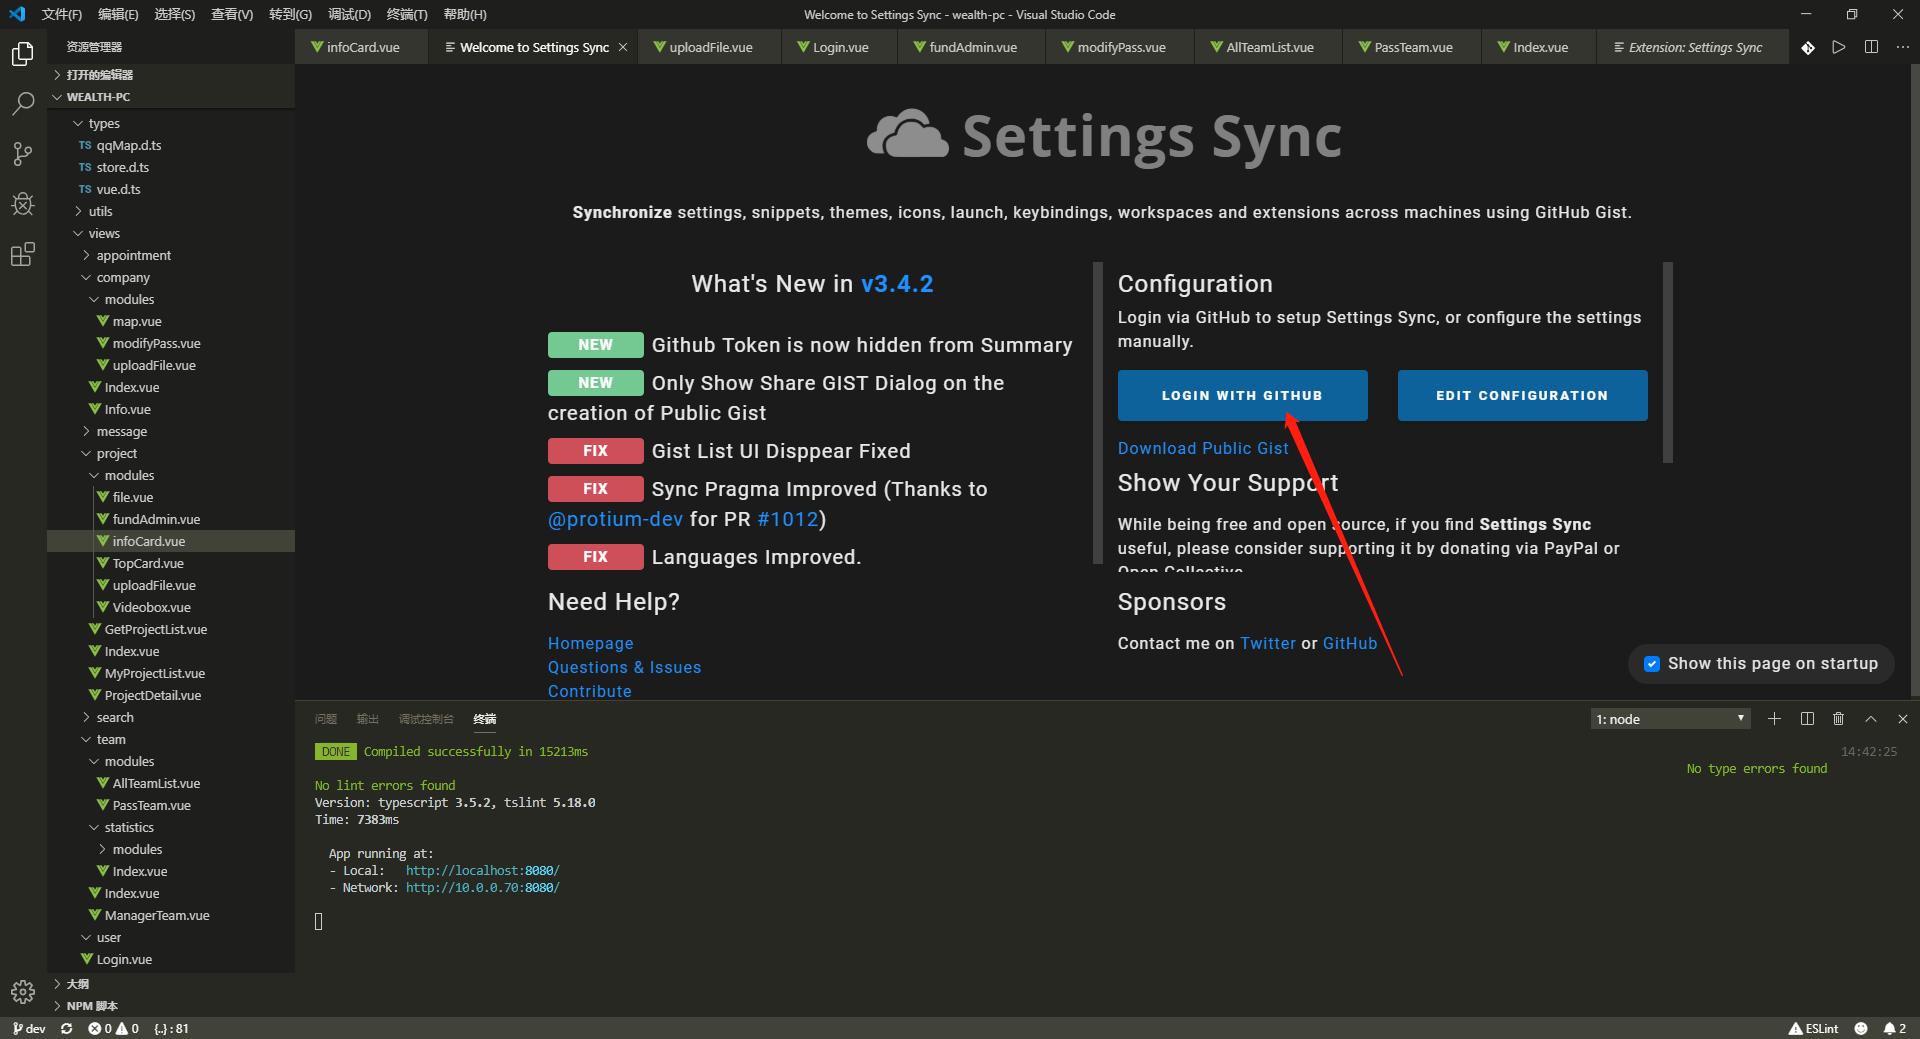 文件(F) 编辑(E) 选择(S) 查看(V) 转到(G) 调试(D) 终端(T) 帮助(H)
Welcome to Settings Sync - wealth-pc - Visual Studio Code
资源管理器
infoCard.vue
Welcome to Settings Sync
uploadFile.vue
Login.vue
fundAdmin.vue
modifyPass.vue
AllTeamList.vue
PassTeam.vue
Index.vue
Extension: Settings Sync
打开的编辑器
WEALTH-PC
types
TS qqMap.d.ts
TS store.d.ts
TS vue.d.ts
utils
views
appointment
company
modules
map.vue
modifyPass.vue
uploadFile.vue
Index.vue
Info.vue
message
project
modules
file.vue
fundAdmin.vue
infoCard.vue
TopCard.vue
uploadFile.vue
Videobox.vue
GetProjectList.vue
Index.vue
MyProjectList.vue
ProjectDetail.vue
search
team
modules
AllTeamList.vue
PassTeam.vue
statistics
modules
Index.vue
Index.vue
ManagerTeam.vue
user
Login.vue
大纲
NPM 脚本
Settings Sync
Synchronize settings, snippets, themes, icons, launch, keybindings, workspaces and extensions across machines using GitHub Gist.
What's New in v3.4.2
NEW Github Token is now hidden from Summary
NEW Only Show Share GIST Dialog on the
creation of Public Gist
FIX Gist List UI Disppear Fixed
FIX Sync Pragma Improved (Thanks to
@protium-dev for PR #1012)
FIX Languages Improved.
Need Help?
Homepage
Questions & Issues
Contribute
Configuration
Login via GitHub to setup Settings Sync, or configure the settings
manually.
LOGIN WITH GITHUB
EDIT CONFIGURATION
Download Public Gist
Show Your Support
While being free and open source, if you find Settings Sync
useful, please consider supporting it by donating via PayPal or
Open Collective
Sponsors
Contact me on Twitter or GitHub
Show this page on startup
问题 输出 调试控制台 终端
1: node
DONE Compiled successfully in 15213ms
14:42:25
No type errors found
No lint errors found
Version: typescript 3.5.2, tslint 5.18.0
Time: 7383ms
App running at:
- Local: http://localhost:8080/
- Network: http://10.0.0.70:8080/
dev 0 0 {..} : 81
ESLint 2